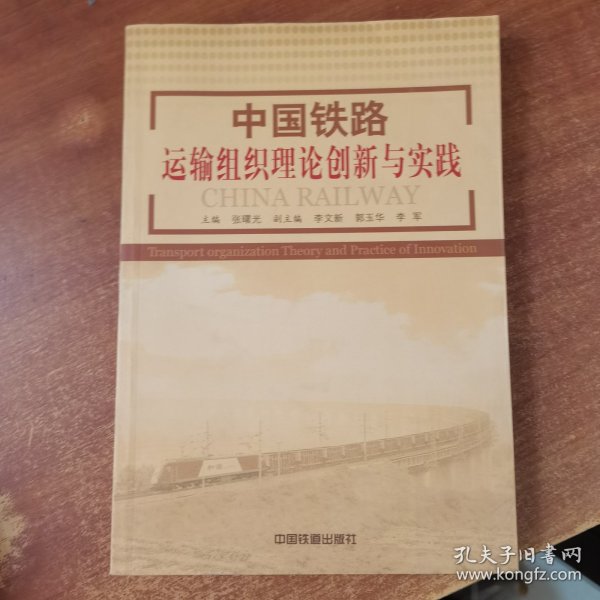 中国铁路
运输组织理论创新与实践
CHINA RAILWAY
主编 张曙光 副主编 李文新 郭玉华 李 军
Transport organization Theory and Practice of Innovation
和谐
中国铁道出版社
孔夫子旧书网
www.kongfz.com